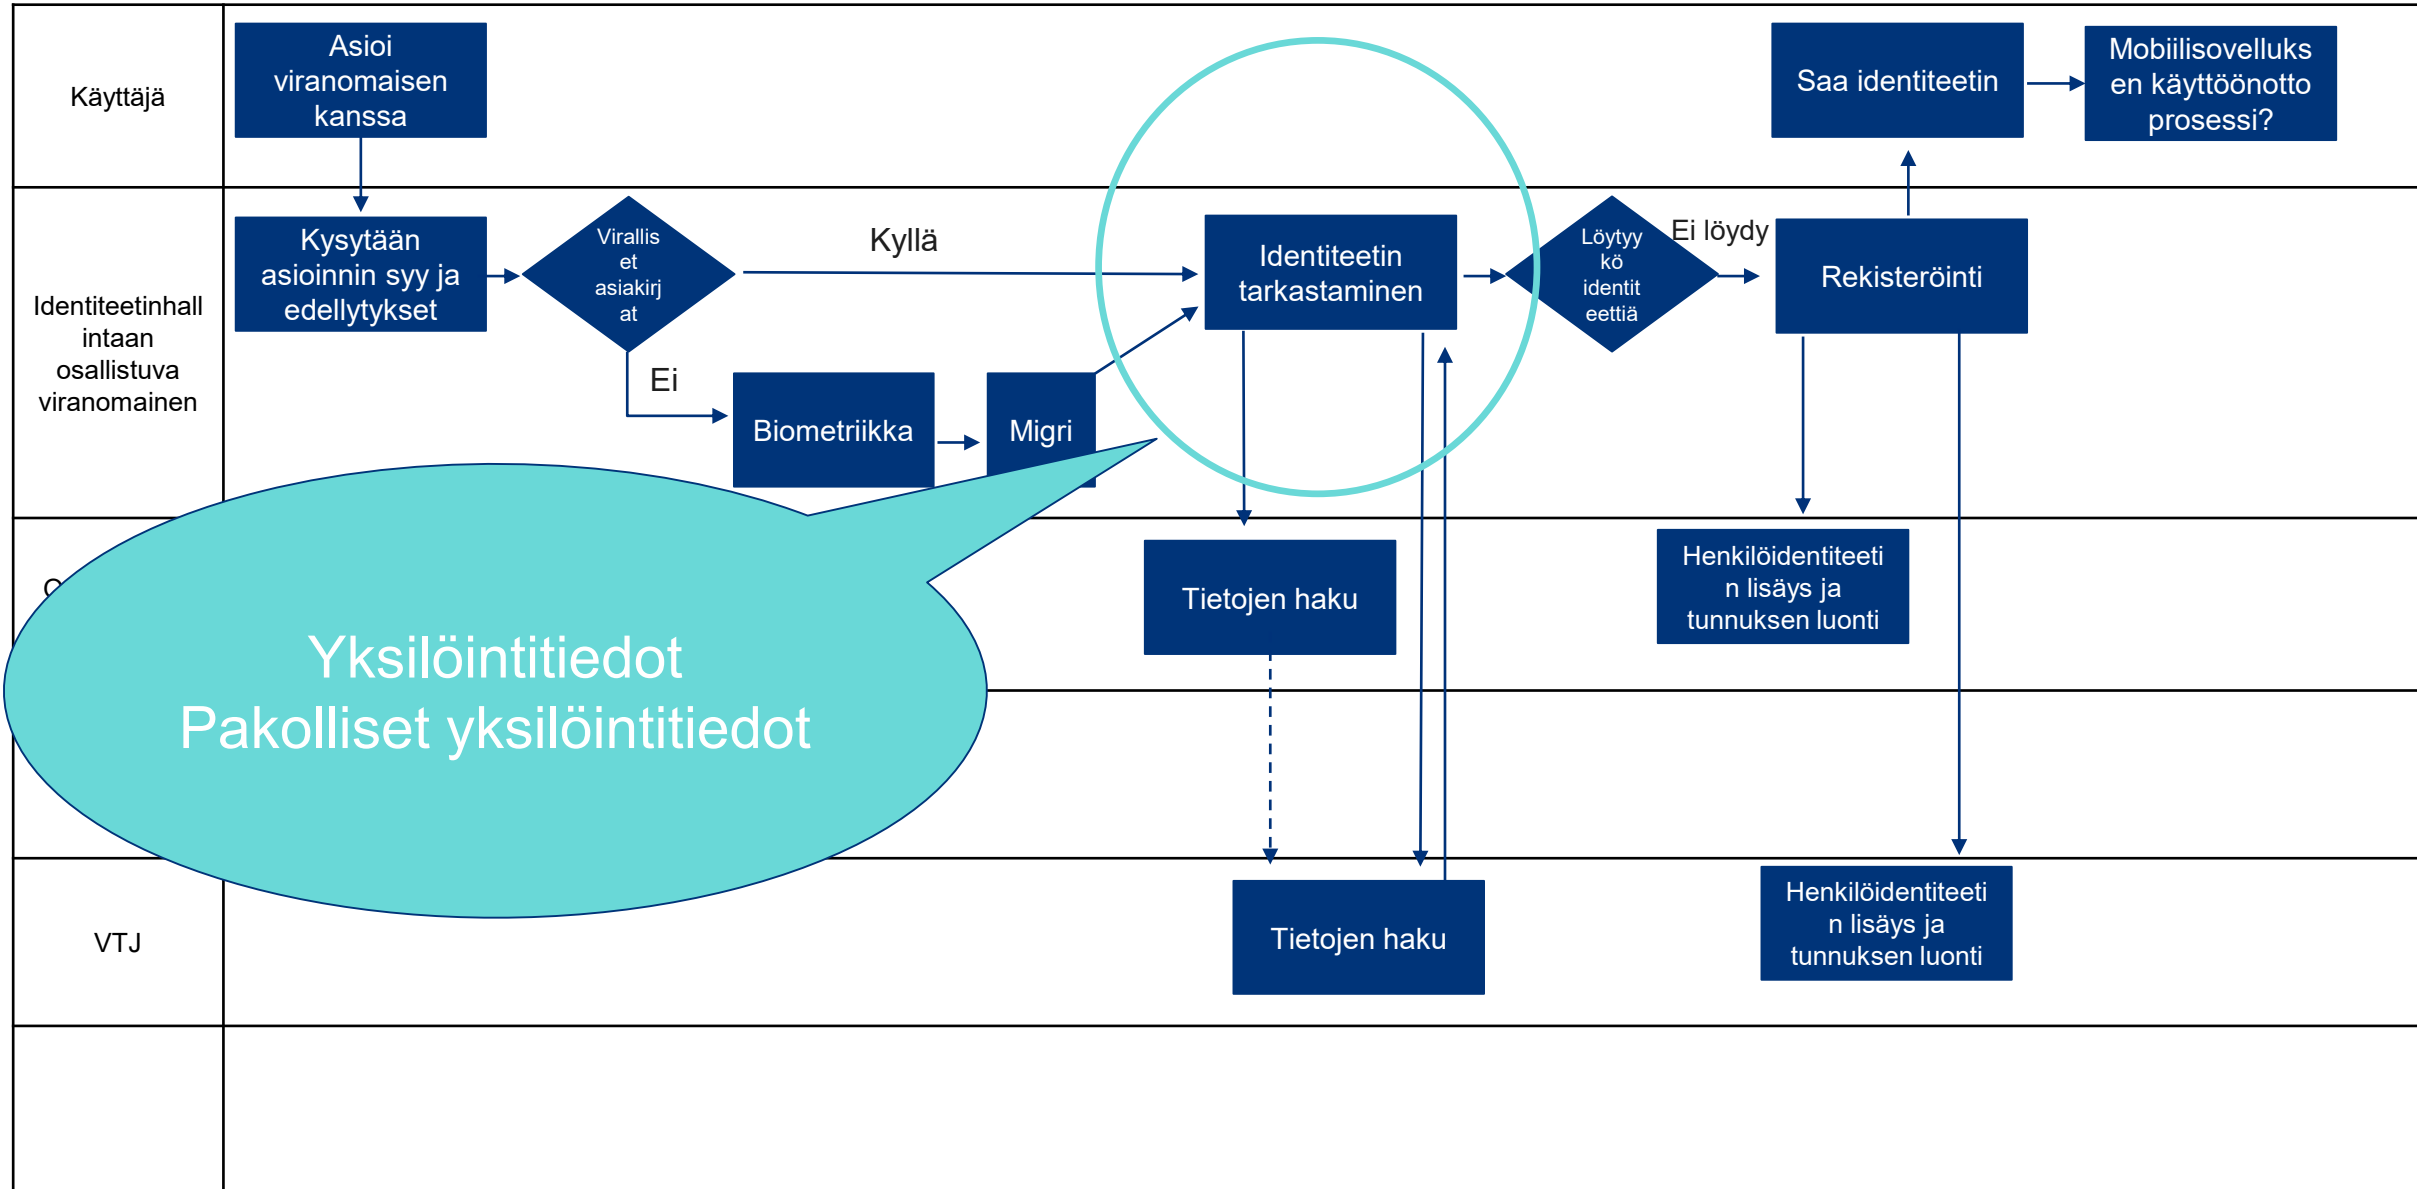 Käyttäjä
Asioi
viranomaisen
kanssa
Saa identiteetin
Mobiilisovelluks
en käyttöönotto
prosessi?
Identiteetinhall
intaan
osallistuva
viranomainen
Kysytään
asioinnin syy ja
edellytykset
Virallis
et
asiakirj
at
Kyllä
Ei
Biometriikka
Migri
Identiteetin
tarkastaminen
Löytyy
kö
identit
eettiä
Ei löydy
Rekisteröinti
Yksilöintitiedot
Pakolliset yksilöintitiedot
Tietojen haku
Henkilöidentiteeti
n lisäys ja
tunnuksen luonti
VTJ
Tietojen haku
Henkilöidentiteeti
n lisäys ja
tunnuksen luonti